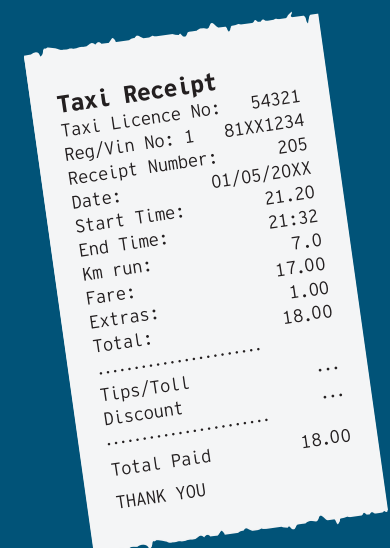 Taxi Receipt
Taxi Licence No: 54321
Reg/Vin No: 1 81XX1234
Receipt Number: 205
Date: 01/05/20XX
Start Time: 21.20
End Time: 21:32
Km run: 7.0
Fare: 17.00
Extras: 1.00
Total: 18.00
........................
Tips/Toll ...
Discount ...
........................
Total Paid 18.00
THANK YOU